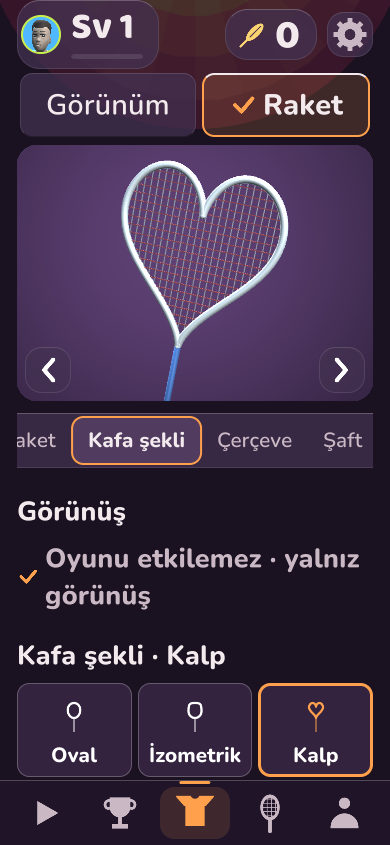 Sv 1
0
Görünüm
Raket
aket
Kafa şekli
Çerçeve
Şaft
Görünüş
Oyunu etkilemez · yalnız
görünüş
Kafa şekli · Kalp
Oval
İzometrik
Kalp